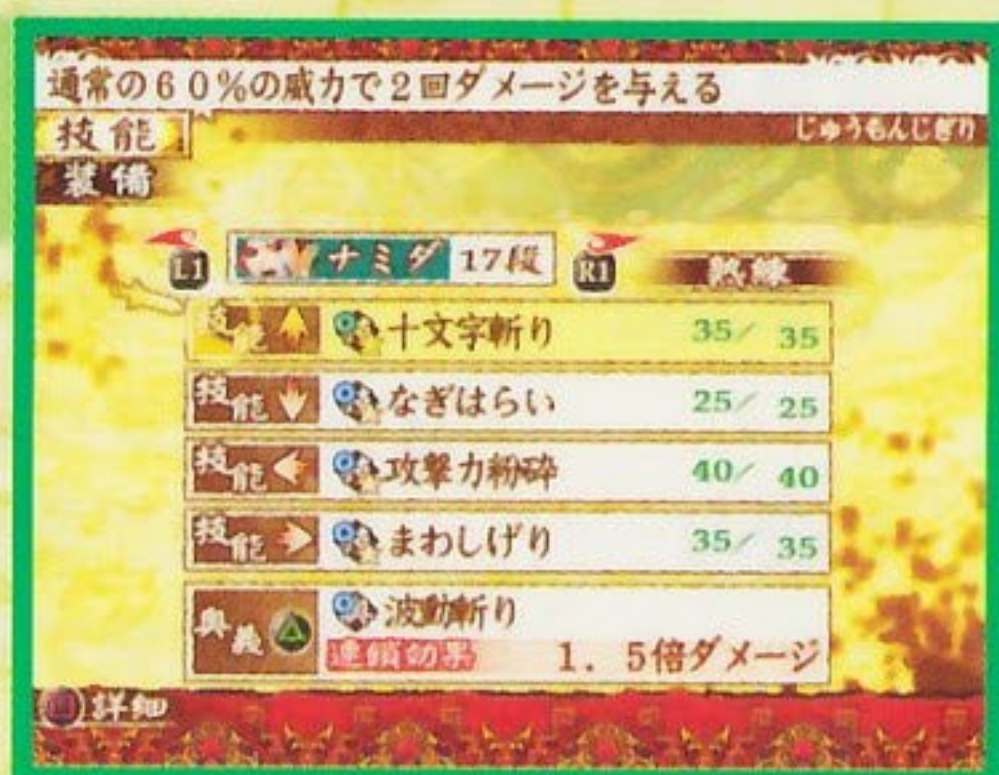 通常の60%の威力で2回ダメージを与える
技能
じゅうもんじぎり
装備
L1 ナミダ 17段 R1 熟練
技能 十文字斬り 35/ 35
技能 なぎはらい 25/ 25
技能 攻撃力粉砕 40/ 40
技能 まわしげり 35/ 35
奥義 波動斬り
連鎖効果 1.5倍ダメージ
詳細